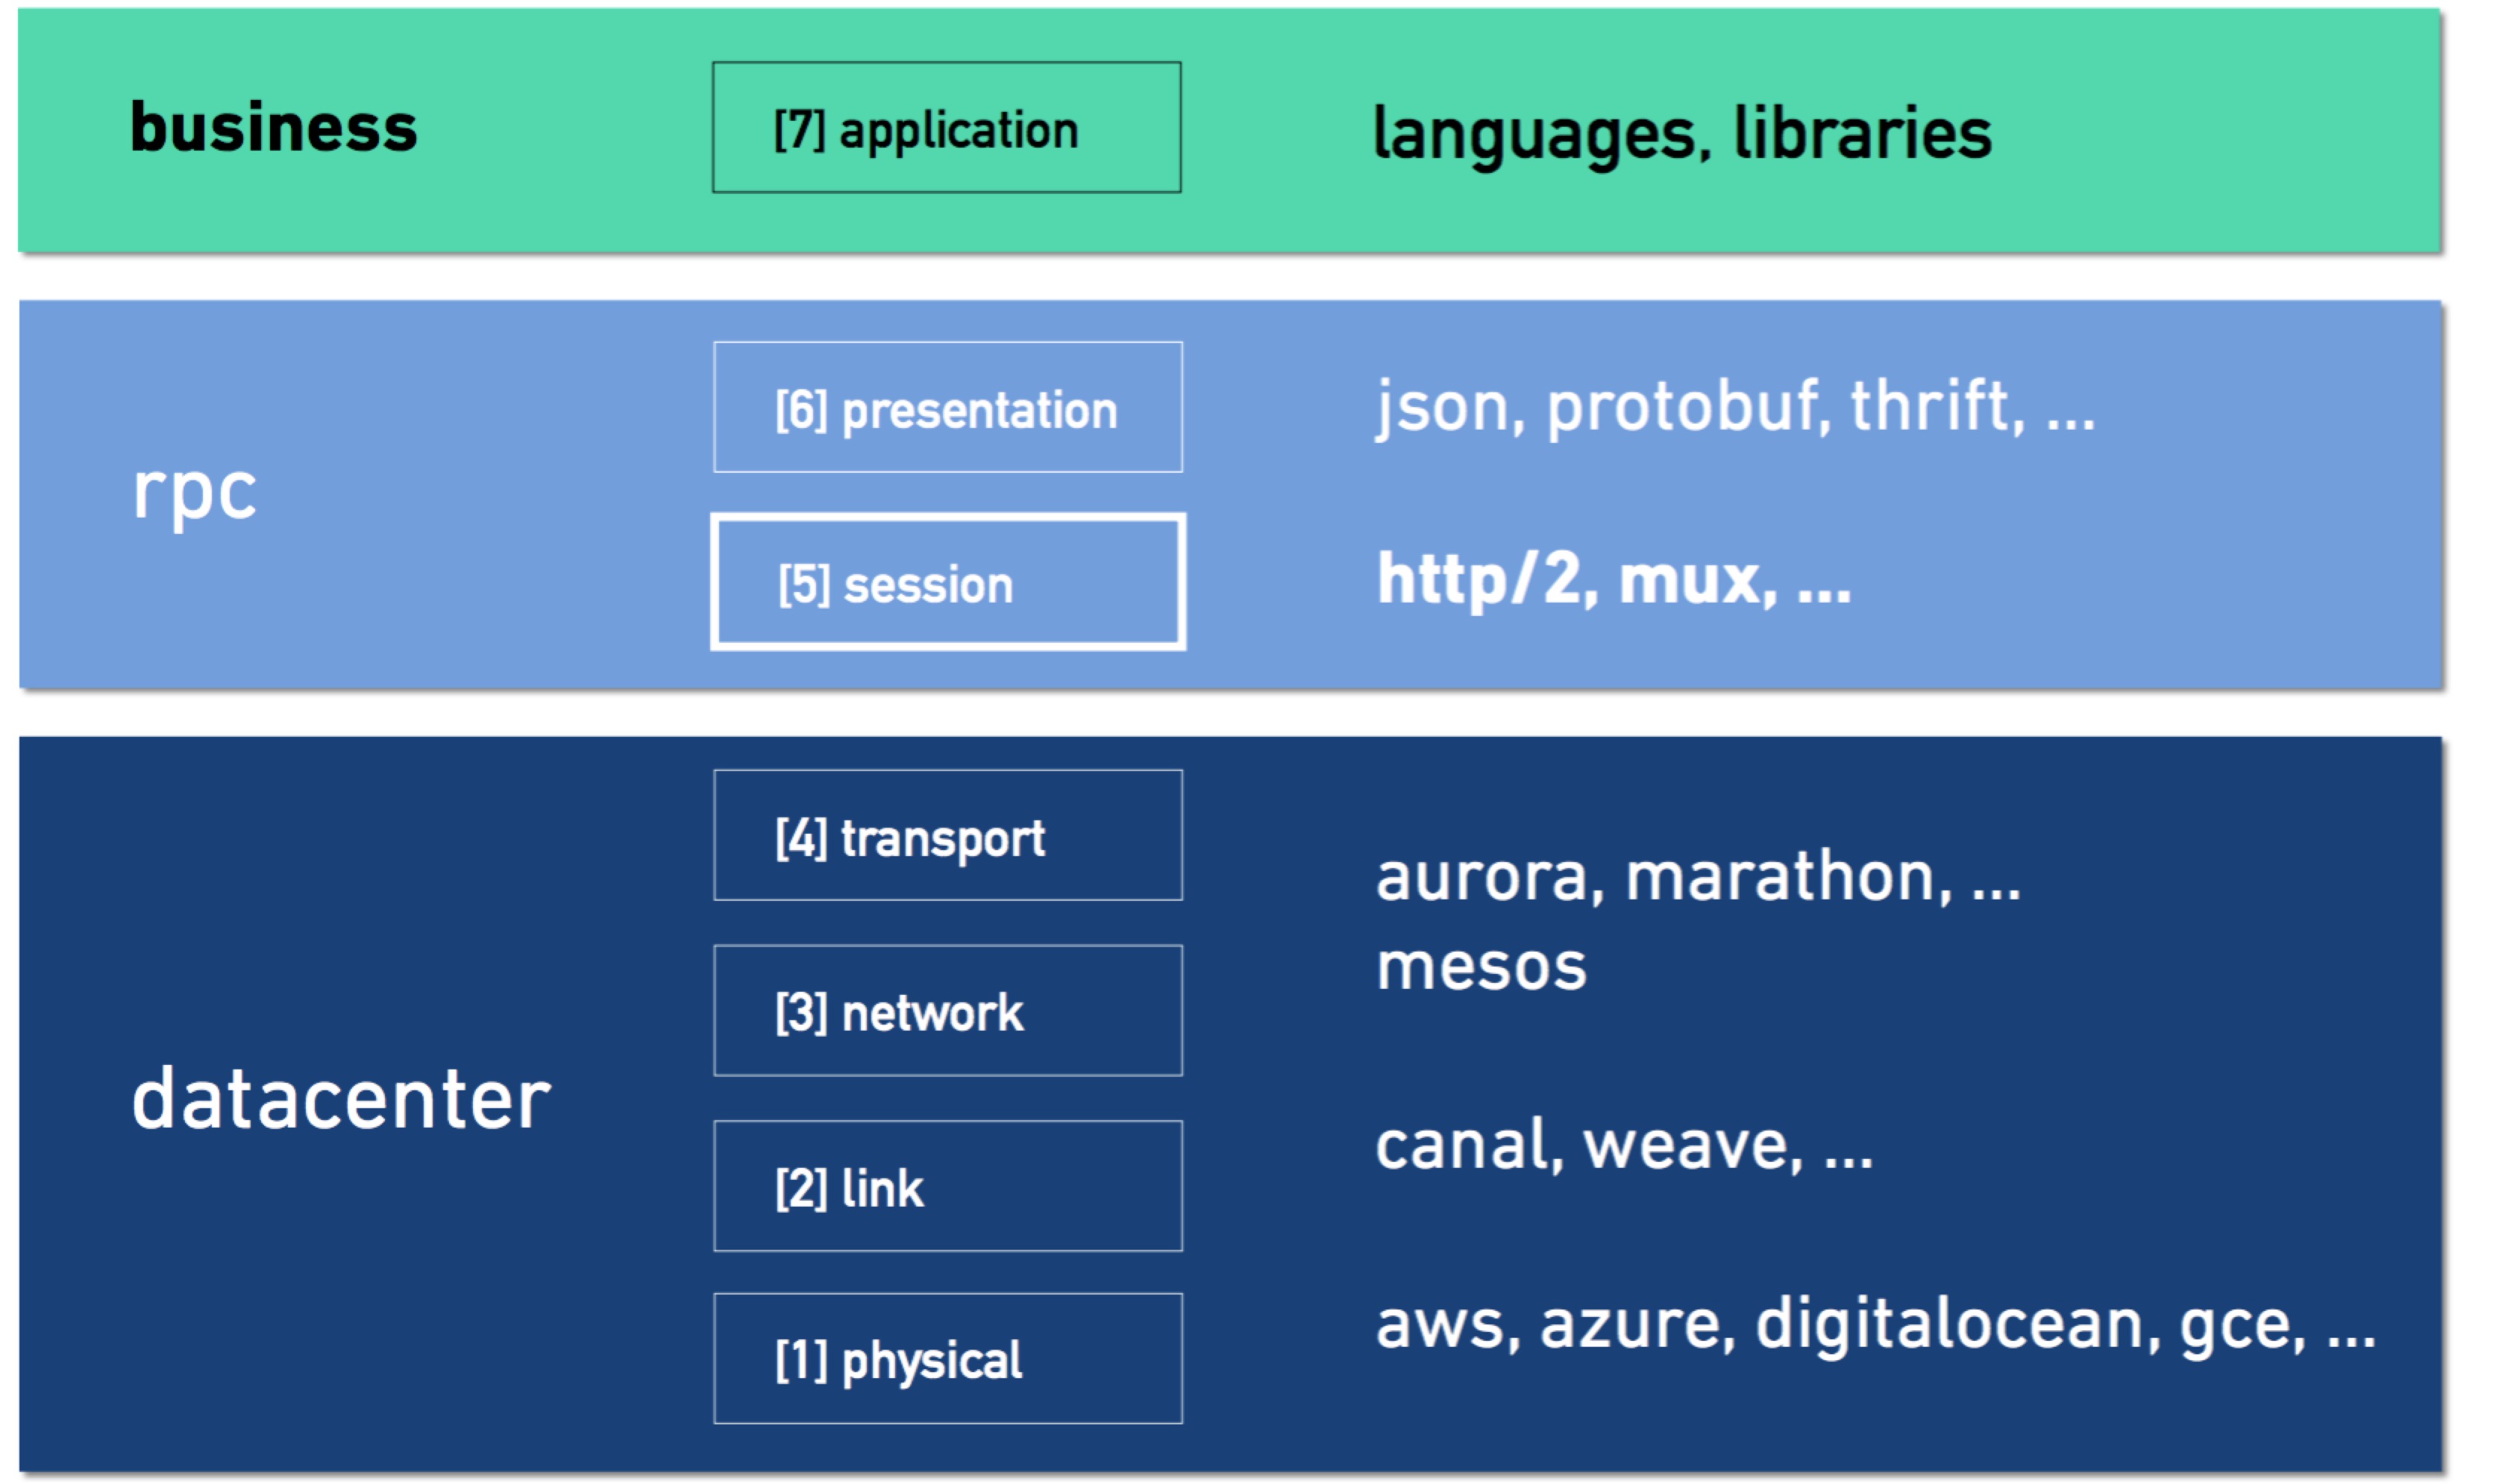 business
[7] application
languages, libraries
rpc
[6] presentation
json, protobuf, thrift, ...
[5] session
http/2, mux, ...
datacenter
[4] transport
aurora, marathon, ...
mesos
[3] network
[2] link
canal, weave, ...
[1] physical
aws, azure, digitalocean, gce, ...